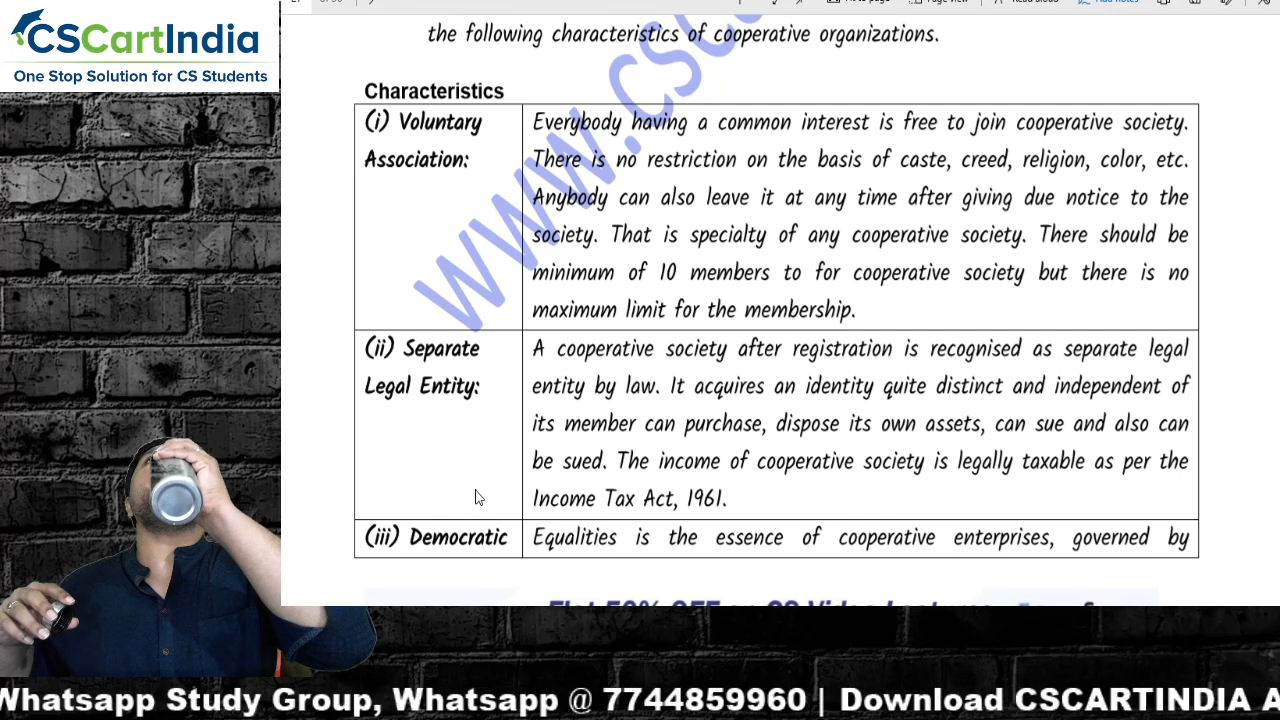 CSCartIndia
One Stop Solution for CS Students
the following characteristics of cooperative organizations.
Characteristics
(i) Voluntary Association:
Everybody having a common interest is free to join cooperative society.
There is no restriction on the basis of caste, creed, religion, color, etc.
Anybody can also leave it at any time after giving due notice to the
society. That is specialty of any cooperative society. There should be
minimum of 10 members to for cooperative society but there is no
maximum limit for the membership.
(ii) Separate
Legal Entity:
A cooperative society after registration is recognised as separate legal
entity by law. It acquires an identity quite distinct and independent of
its member can purchase, dispose its own assets, can sue and also can
be sued. The income of cooperative society is legally taxable as per the
Income Tax Act, 1961.
(iii) Democratic
Equalities is the essence of cooperative enterprises, governed by
www.csc
Whatsapp Study Group, Whatsapp @ 7744859960 | Download CSCARTINDIA A